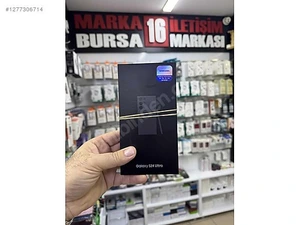 #1277306714
MARKA 16 İLETİŞİM
BURSA MARKASI
Galaxy S24 Ultra